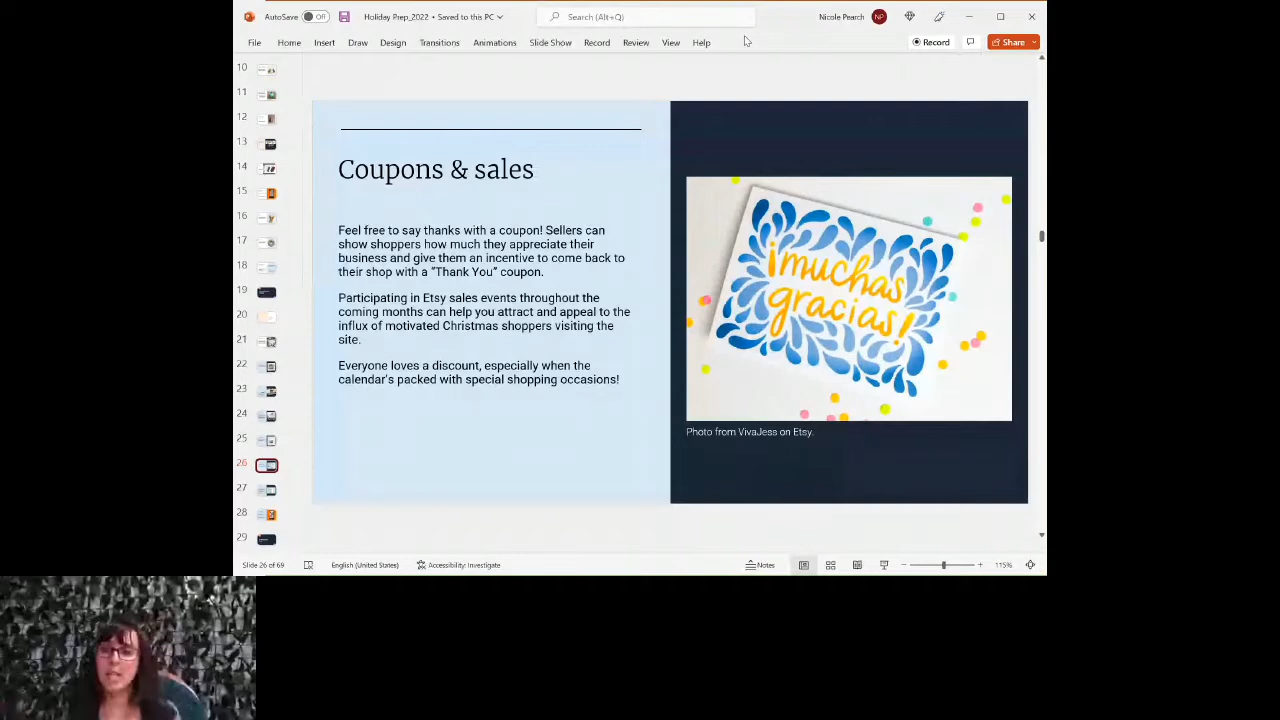 AutoSave Off Holiday_Prep_2022 • Saved to this PC Search (Alt+Q) Nicole Pearch NP
File Home Insert Draw Design Transitions Animations Slide Show Record Review View Help Record Share
10
11
12
13
14
15
16
17
18
19
20
21
22
23
24
25
26
27
28
29
Coupons & sales
Feel free to say thanks with a coupon! Sellers can
show shoppers how much they appreciate their
business and give them an incentive to come back to
their shop with a “Thank You” coupon.
Participating in Etsy sales events throughout the
coming months can help you attract and appeal to the
influx of motivated Christmas shoppers visiting the
site.
Everyone loves a discount, especially when the
calendar's packed with special shopping occasions!
¡muchas
gracias!
Photo from VivaJess on Etsy.
Slide 26 of 69 English (United States) Accessibility: Investigate Notes 115%